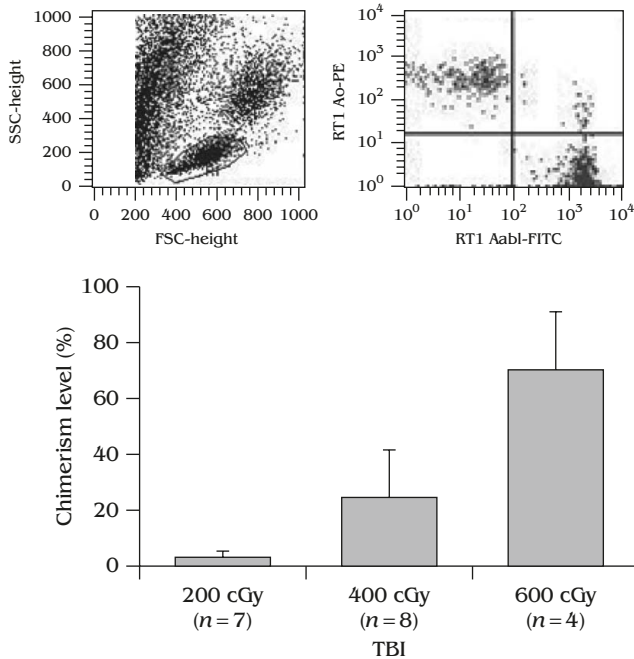 1000
800
600
400
200
0
SSC-height
0 200 400 600 800 1000
FSC-height
10⁴
10³
10²
10¹
10⁰
RT1 Ao-PE
10⁰ 10¹ 10² 10³ 10⁴
RT1 Aabl-FITC
100
80
60
40
20
0
Chimerism level (%)
200 cGy 400 cGy 600 cGy
(n=7) (n=8) (n=4)
TBI